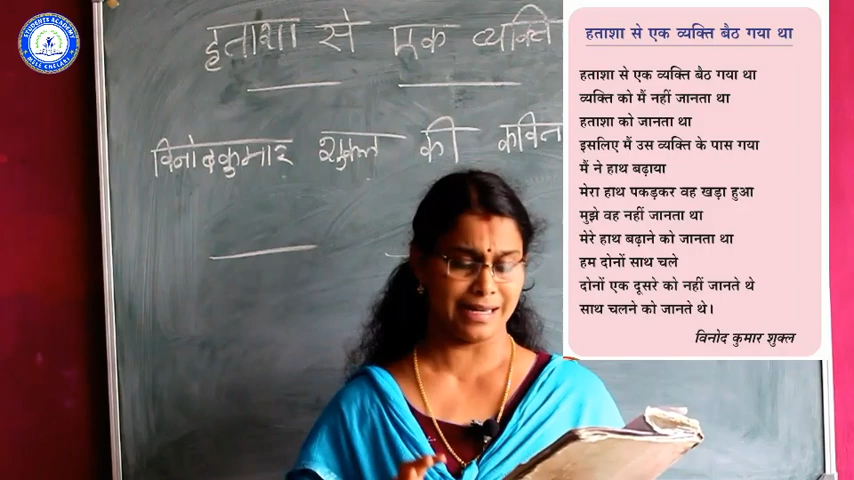 STUDENTS ACADEMY
हताशा से एक व्यक्ति
विनोदकुमार शुक्ल की कवित
हताशा से एक व्यक्ति बैठ गया था
हताशा से एक व्यक्ति बैठ गया था
व्यक्ति को मैं नहीं जानता था
हताशा को जानता था
इसलिए मैं उस व्यक्ति के पास गया
मैं ने हाथ बढ़ाया
मेरा हाथ पकड़कर वह खड़ा हुआ
मुझे वह नहीं जानता था
मेरे हाथ बढ़ाने को जानता था
हम दोनों साथ चले
दोनों एक दूसरे को नहीं जानते थे
साथ चलने को जानते थे।
विनोद कुमार शुक्ल